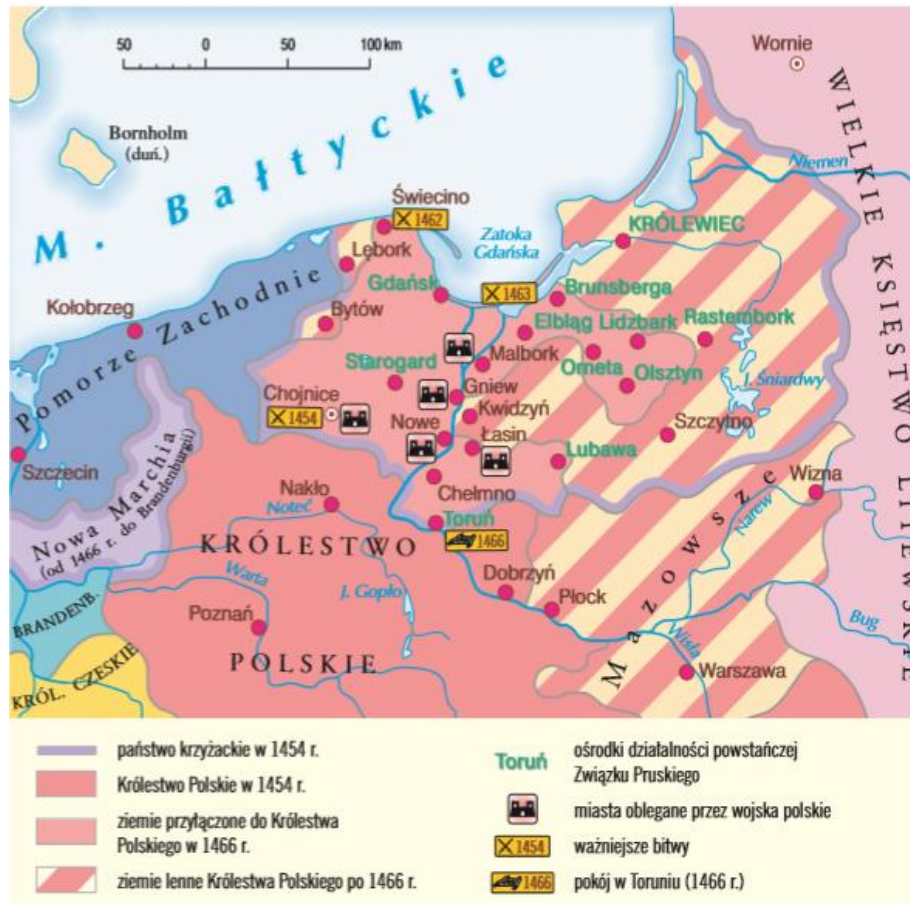 50 0 50 100 km
Wornie
Bornholm
(duń.)
M. Bałtyckie
WIELKIE KSIĘSTWO LITEWSKIE
Niemen
Świecino
1462
Zatoka
Gdańska
KRÓLEWIEC
Lębork
Gdańsk
1463
Brunsberga
Pomorze Zachodnie
Kołobrzeg
Bytów
Elbląg
Lidzbark
Rastembork
Malbork
Starogard
Orneta
Olsztyn
J. Śniardwy
Chojnice
1454
Gniew
Kwidzyń
Nowe
Łasin
Szczytno
Lubawa
Szczecin
Nowa Marchia
(od 1466 r. do Brandenburgii)
Chełmno
Nakło
Noteć
Toruń
1466
Wizna
Narew
Mazowsze
KRÓLESTWO
POLSKIE
Warta
J. Gopło
Dobrzyń
Płock
BRANDENB.
Poznań
Bug
Wisła
Warszawa
KRÓL. CZESKIE
państwo krzyżackie w 1454 r.
Królestwo Polskie w 1454 r.
ziemie przyłączone do Królestwa
Polskiego w 1466 r.
ziemie lenne Królestwa Polskiego po 1466 r.
Toruń
ośrodki działalności powstańczej
Związku Pruskiego
miasta oblegane przez wojska polskie
1454
ważniejsze bitwy
1466
pokój w Toruniu (1466 r.)